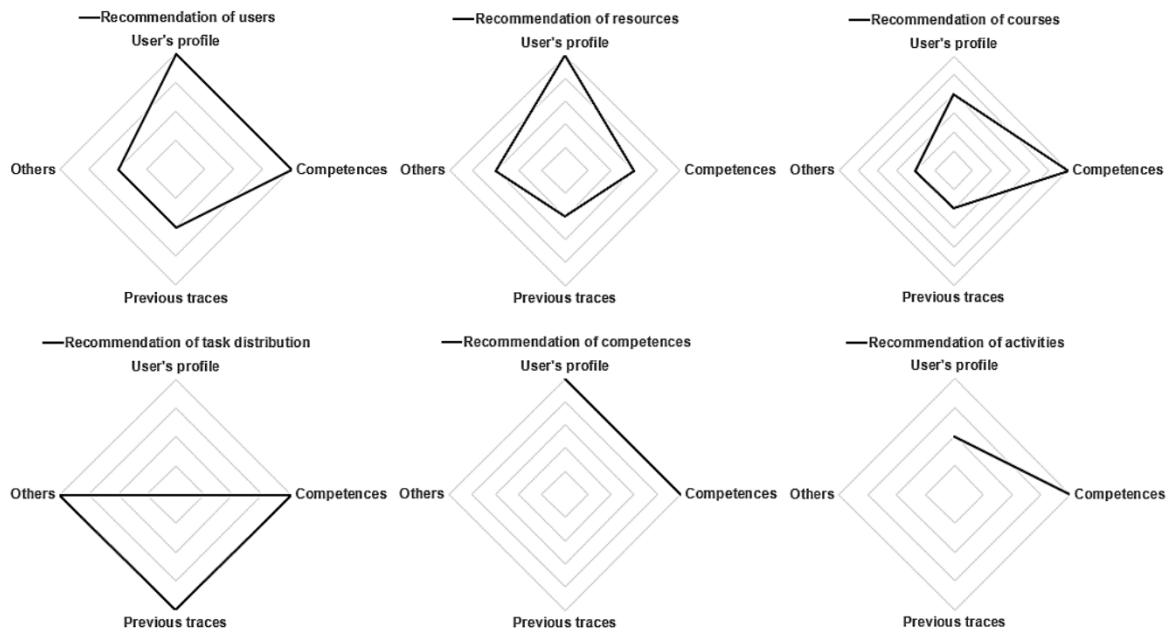 Recommendation of users
User's profile
Others
Competences
Previous traces
Recommendation of resources
User's profile
Others
Competences
Previous traces
Recommendation of courses
User's profile
Others
Competences
Previous traces
Recommendation of task distribution
User's profile
Others
Competences
Previous traces
Recommendation of competences
User's profile
Others
Competences
Previous traces
Recommendation of activities
User's profile
Others
Competences
Previous traces